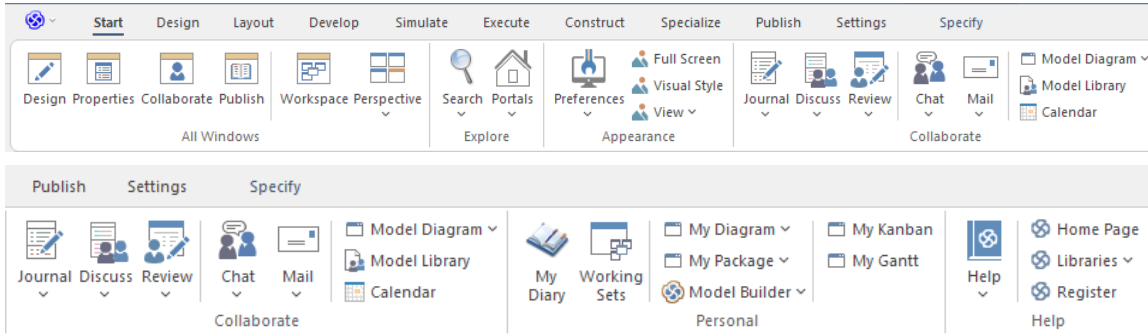 Start Design Layout Develop Simulate Execute Construct Specialize Publish Settings Specify
Full Screen Model Diagram
Visual Style Model Library
Design Properties Collaborate Publish Workspace Perspective Search Portals Preferences Journal Discuss Review Chat Mail
View Calendar
All Windows Explore Appearance Collaborate
Publish Settings Specify
Model Diagram My Diagram My Kanban Home Page
Model Library My Package My Gantt Libraries
Journal Discuss Review Chat Mail My Diary Working Sets Help
Calendar Model Builder Register
Collaborate Personal Help